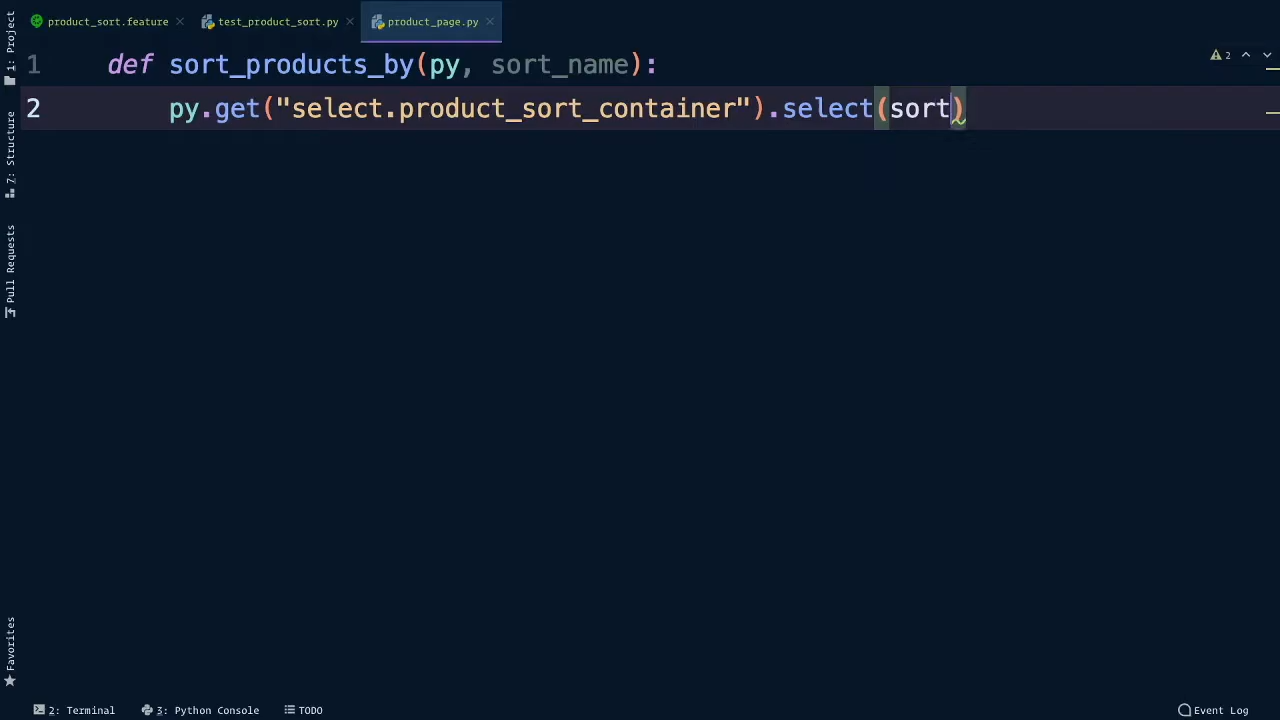 product_sort.feature
test_product_sort.py
product_page.py
1: Project
1 def sort_products_by(py, sort_name):
2
2 py.get("select.product_sort_container").select(sort)
7: Structure
Pull Requests
Favorites
2: Terminal
3: Python Console
TODO
Event Log